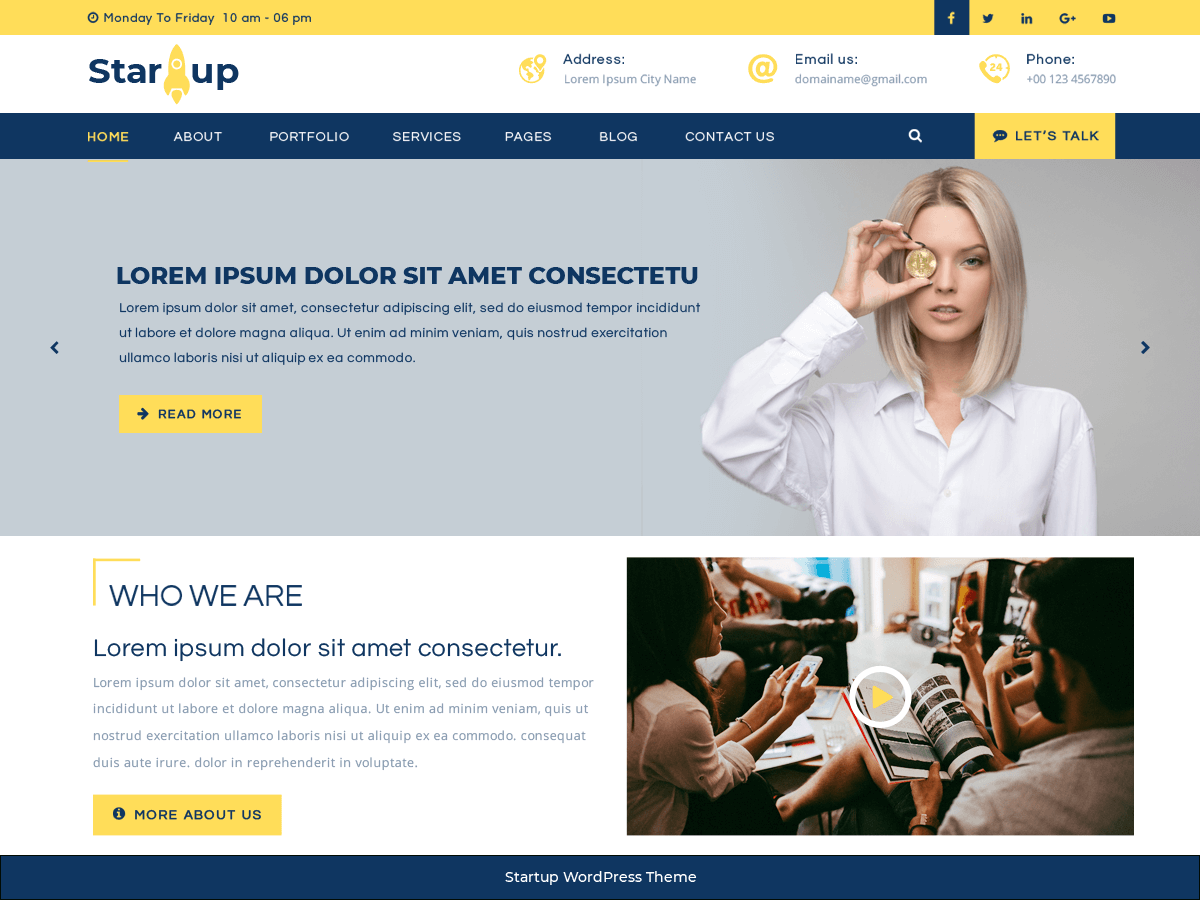 Monday To Friday 10 am - 06 pm
Star up
Address:
Lorem Ipsum City Name
Email us:
domainame@gmail.com
24
Phone:
+00 123 4567890
HOME ABOUT PORTFOLIO SERVICES PAGES BLOG CONTACT US LET’S TALK
LOREM IPSUM DOLOR SIT AMET CONSECTETU
Lorem ipsum dolor sit amet, consectetur adipiscing elit, sed do eiusmod tempor incididunt
ut labore et dolore magna aliqua. Ut enim ad minim veniam, quis nostrud exercitation
ullamco laboris nisi ut aliquip ex ea commodo.
READ MORE
WHO WE ARE
Lorem ipsum dolor sit amet consectetur.
Lorem ipsum dolor sit amet, consectetur adipiscing elit, sed do eiusmod tempor
incididunt ut labore et dolore magna aliqua. Ut enim ad minim veniam, quis ut
nostrud exercitation ullamco laboris nisi ut aliquip ex ea commodo. consequat
duis aute irure. dolor in reprehenderit in voluptate.
MORE ABOUT US
Startup WordPress Theme